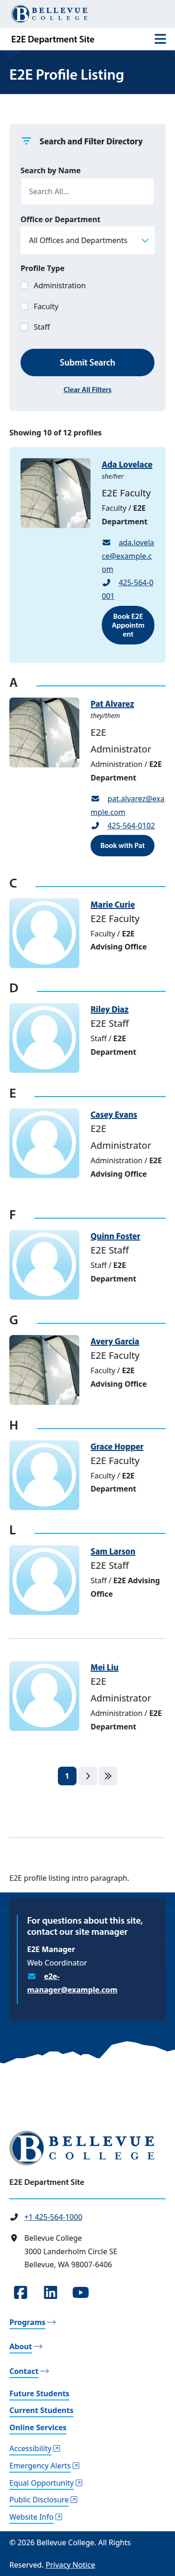 BELLEVUE
COLLEGE
E2E Department Site
E2E Profile Listing
Search and Filter Directory
Search by Name
Search All...
Office or Department
All Offices and Departments
Profile Type
Administration
Faculty
Staff
Submit Search
Clear All Filters
Showing 10 of 12 profiles
Ada Lovelace
she/her
E2E Faculty
Faculty / E2E
Department
ada.lovela
ce@example.c
om
425-564-0
001
Book E2E
Appointm
ent
A
Pat Alvarez
they/them
E2E
Administrator
Administration / E2E
Department
pat.alvarez@exa
mple.com
425-564-0102
Book with Pat
C
Marie Curie
E2E Faculty
Faculty / E2E
Advising Office
D
Riley Diaz
E2E Staff
Staff / E2E
Department
E
Casey Evans
E2E
Administrator
Administration / E2E
Advising Office
F
Quinn Foster
E2E Staff
Staff / E2E
Department
G
Avery Garcia
E2E Faculty
Faculty / E2E
Advising Office
H
Grace Hopper
E2E Faculty
Faculty / E2E
Department
L
Sam Larson
E2E Staff
Staff / E2E Advising
Office
Mei Liu
E2E
Administrator
Administration / E2E
Department
1
E2E profile listing intro paragraph.
For questions about this site,
contact our site manager
E2E Manager
Web Coordinator
e2e-
manager@example.com
BELLEVUE
COLLEGE
E2E Department Site
+1 425-564-1000
Bellevue College
3000 Landerholm Circle SE
Bellevue, WA 98007-6406
Programs
About
Contact
Future Students
Current Students
Online Services
Accessibility
Emergency Alerts
Equal Opportunity
Public Disclosure
Website Info
© 2026 Bellevue College. All Rights
Reserved. Privacy Notice